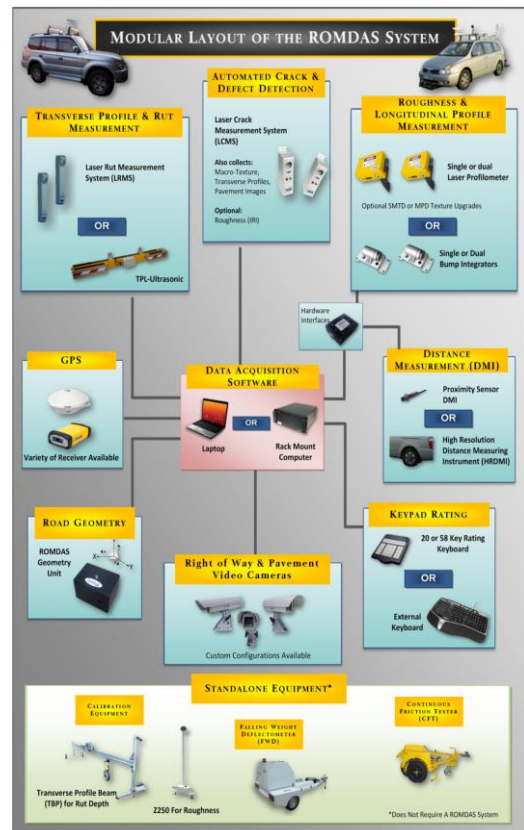 MODULAR LAYOUT OF THE ROMDAS SYSTEM
AUTOMATED CRACK &
DEFECT DETECTION
Laser Crack
Measurement System
(LCMS)
Also collects:
Macro-Texture,
Transverse Profiles,
Pavement Images
Optional:
Roughness (IRI)
TRANSVERSE PROFILE & RUT
MEASUREMENT
Laser Rut Measurement
System (LRMS)
OR
TPL-Ultrasonic
ROUGHNESS &
LONGITUDINAL PROFILE
MEASUREMENT
Single or dual
Laser Profilometer
Optional SMTD or MPD Texture Upgrades
OR
Single or Dual
Bump Integrators
Hardware
Interfaces
GPS
Variety of Receiver Available
DATA ACQUISITION
SOFTWARE
OR
Laptop
Rack Mount
Computer
DISTANCE
MEASUREMENT (DMI)
Proximity Sensor
DMI
OR
High Resolution
Distance Measuring
Instrument (HRDMI)
ROAD GEOMETRY
ROMDAS
Geometry
Unit
X
Y
Z
Right of Way & Pavement
Video Cameras
Custom Configurations Available
KEYPAD RATING
20 or 58 Key Rating
Keyboard
OR
External
Keyboard
STANDALONE EQUIPMENT*
CALIBRATION
EQUIPMENT
Transverse Profile Beam
(TBP) for Rut Depth
Z250 For Roughness
FALLING WEIGHT
DEFLECTOMETER
(FWD)
CONTINUOUS
FRICTION TESTER
(CFT)
*Does Not Require A ROMDAS System